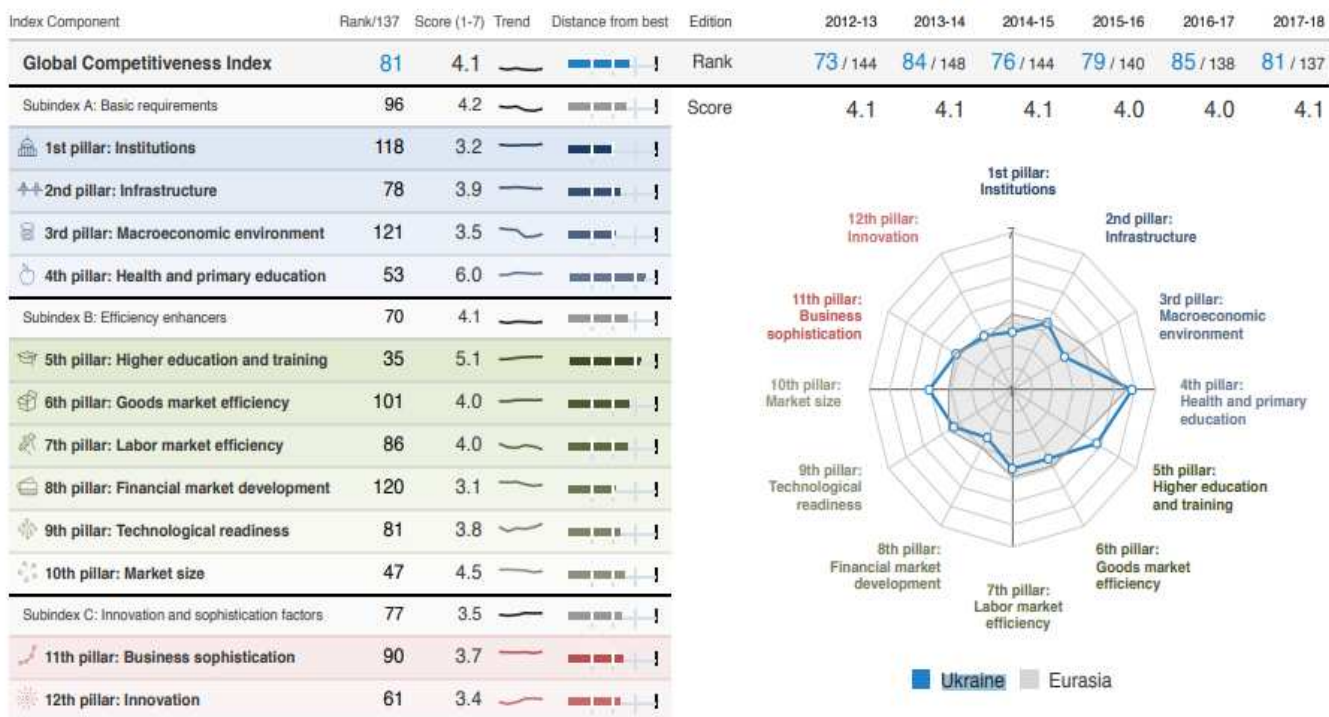 Index Component Rank/137 Score (1-7) Trend Distance from best
Global Competitiveness Index 81 4.1
Subindex A: Basic requirements 96 4.2
1st pillar: Institutions 118 3.2
2nd pillar: Infrastructure 78 3.9
3rd pillar: Macroeconomic environment 121 3.5
4th pillar: Health and primary education 53 6.0
Subindex B: Efficiency enhancers 70 4.1
5th pillar: Higher education and training 35 5.1
6th pillar: Goods market efficiency 101 4.0
7th pillar: Labor market efficiency 86 4.0
8th pillar: Financial market development 120 3.1
9th pillar: Technological readiness 81 3.8
10th pillar: Market size 47 4.5
Subindex C: Innovation and sophistication factors 77 3.5
11th pillar: Business sophistication 90 3.7
12th pillar: Innovation 61 3.4
Edition 2012-13 2013-14 2014-15 2015-16 2016-17 2017-18
Rank 73 / 144 84 / 148 76 / 144 79 / 140 85 / 138 81 / 137
Score 4.1 4.1 4.1 4.0 4.0 4.1
1st pillar:
Institutions
2nd pillar:
Infrastructure
3rd pillar:
Macroeconomic
environment
4th pillar:
Health and primary
education
5th pillar:
Higher education
and training
6th pillar:
Goods market
efficiency
7th pillar:
Labor market
efficiency
8th pillar:
Financial market
development
9th pillar:
Technological
readiness
10th pillar:
Market size
11th pillar:
Business
sophistication
12th pillar:
Innovation
7
1
Ukraine Eurasia